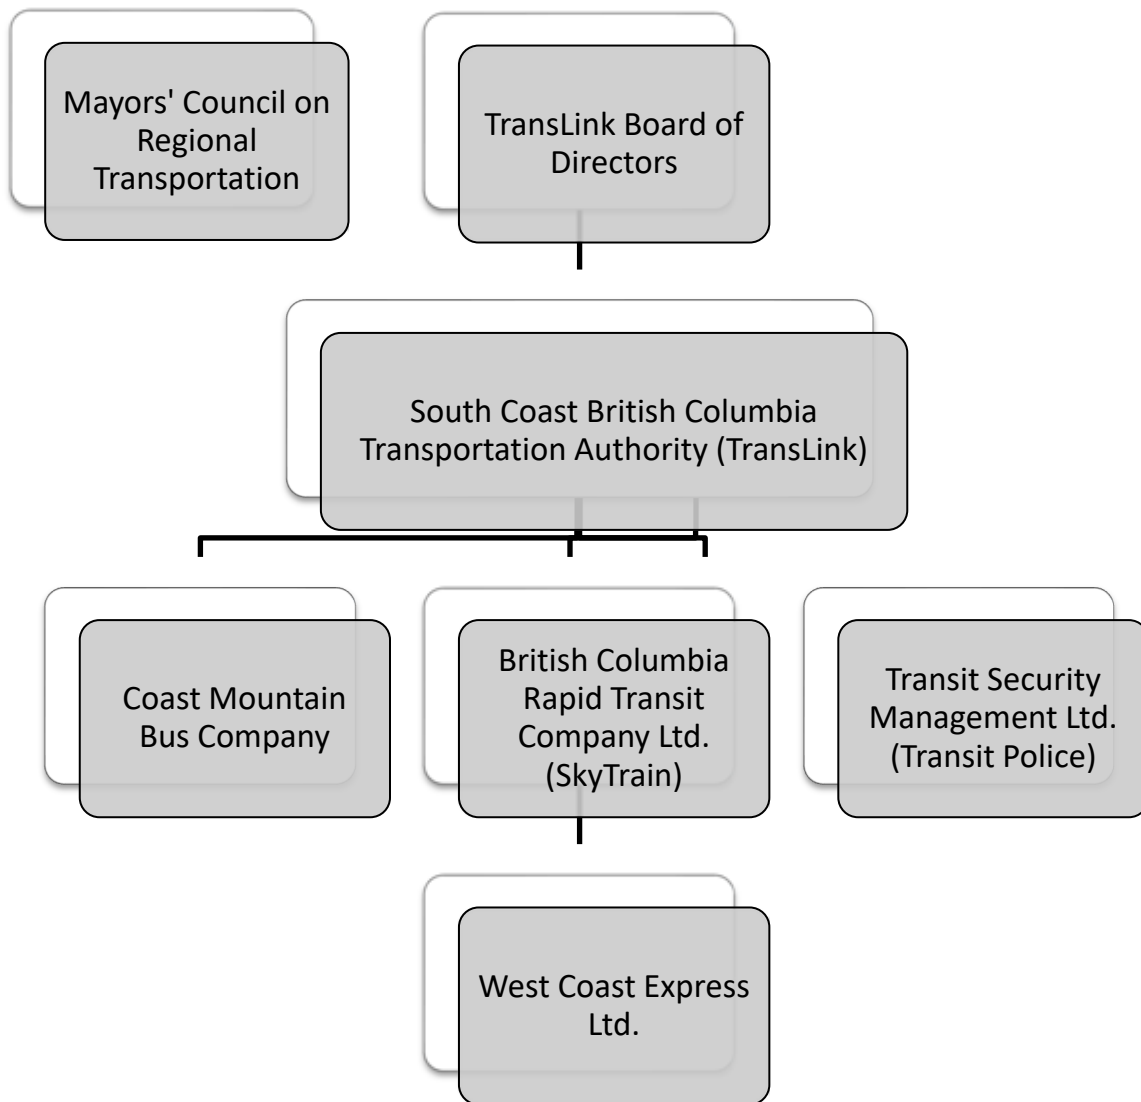 Mayors' Council on
Regional
Transportation
TransLink Board of
Directors
South Coast British Columbia
Transportation Authority (TransLink)
Coast Mountain
Bus Company
British Columbia
Rapid Transit
Company Ltd.
(SkyTrain)
Transit Security
Management Ltd.
(Transit Police)
West Coast Express
Ltd.